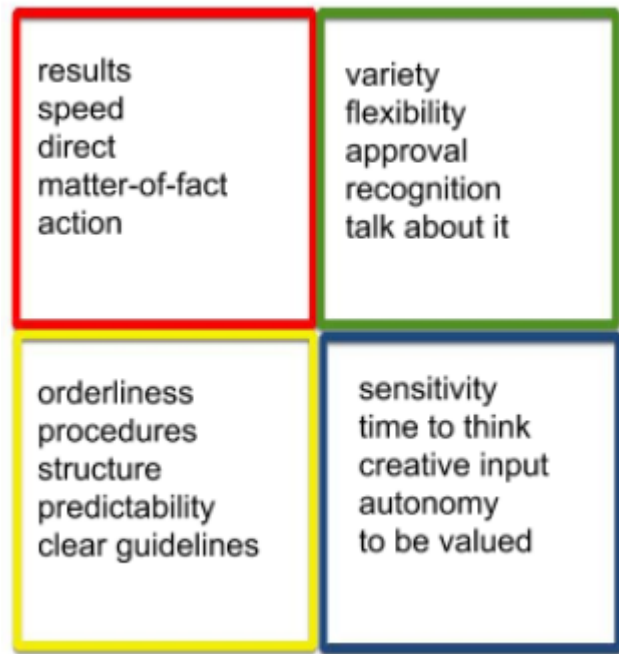 results
speed
direct
matter-of-fact
action
variety
flexibility
approval
recognition
talk about it
orderliness
procedures
structure
predictability
clear guidelines
sensitivity
time to think
creative input
autonomy
to be valued